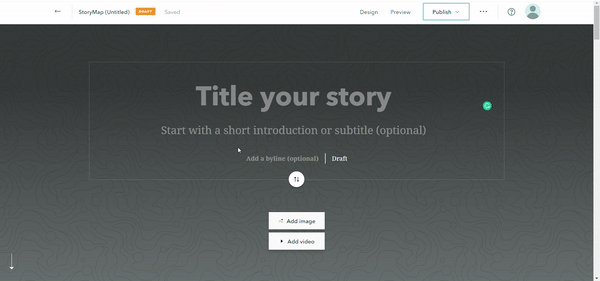 StoryMap (Untitled) DRAFT Saved Design Preview Publish
Title your story
Start with a short introduction or subtitle (optional)
Add a byline (optional) Draft
Add image
Add video